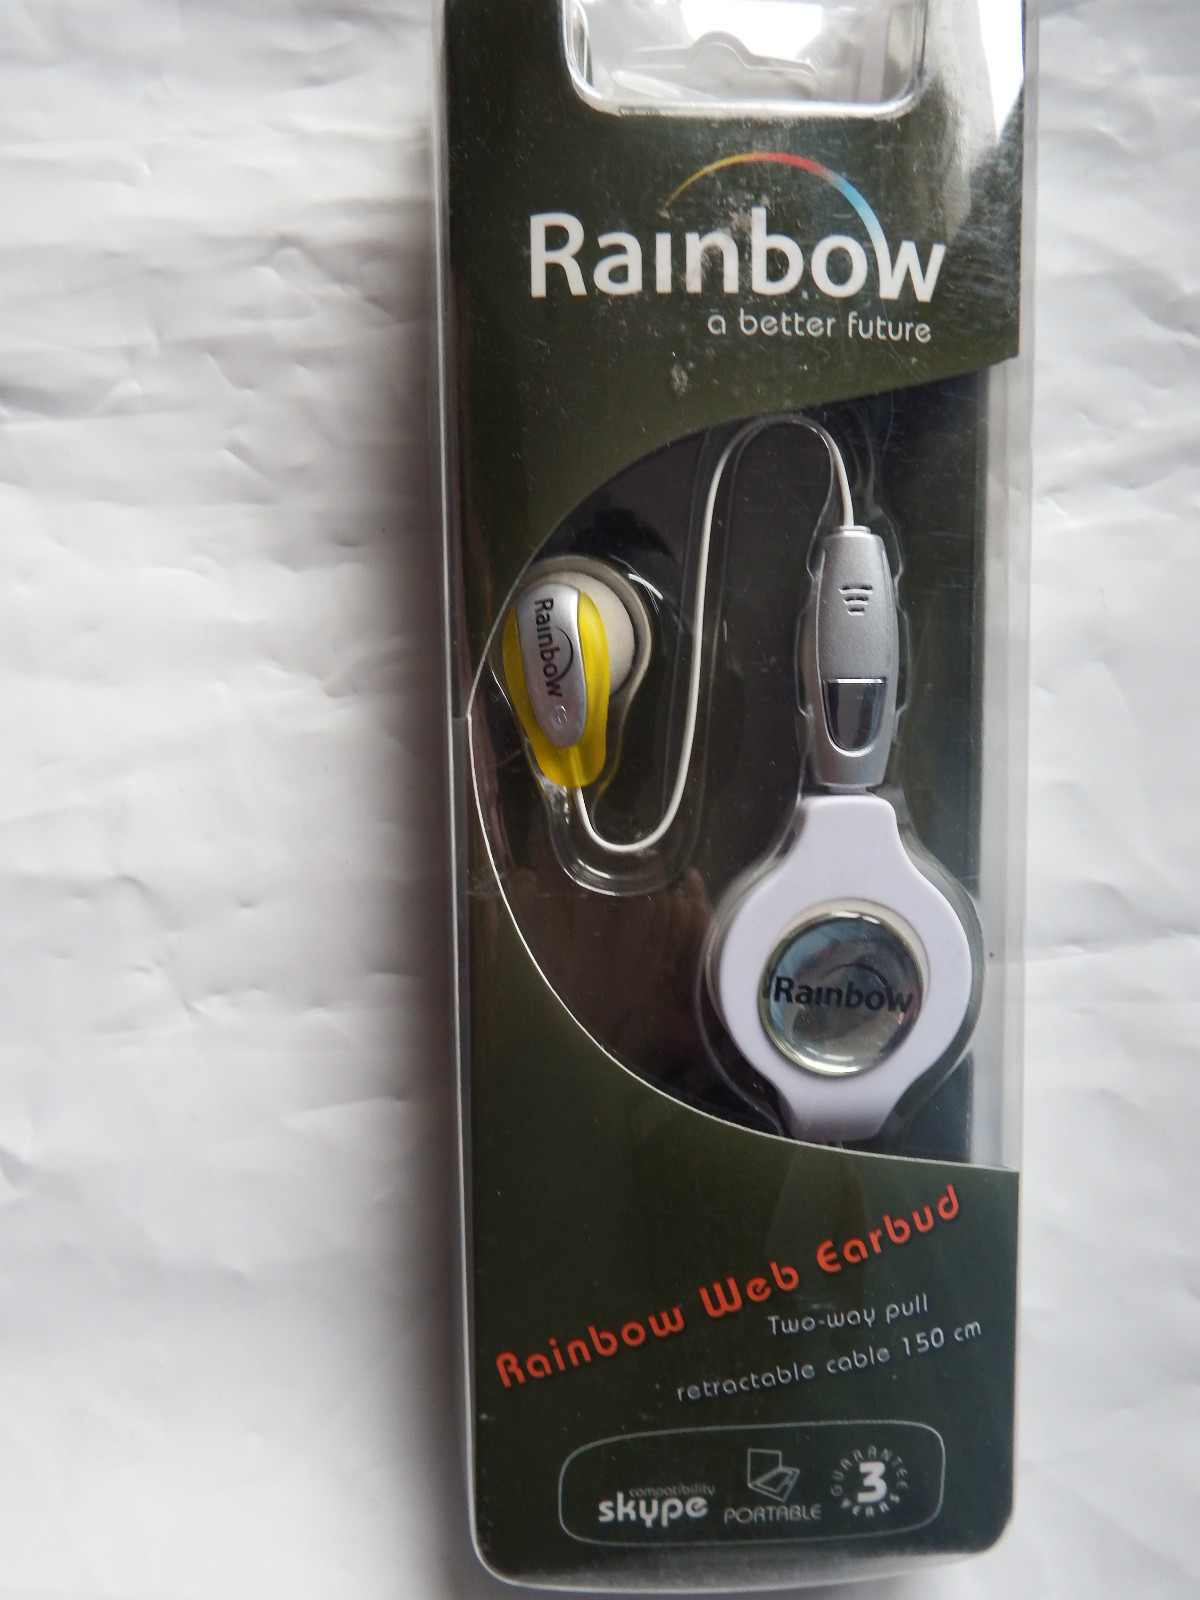 Rainbow
a better future
Rainbow
Rainbow
Rainbow Web Earbud
Two-way pull
retractable cable 150 cm
compatibility
skype
PORTABLE
GUARANTEE
3
YEARS